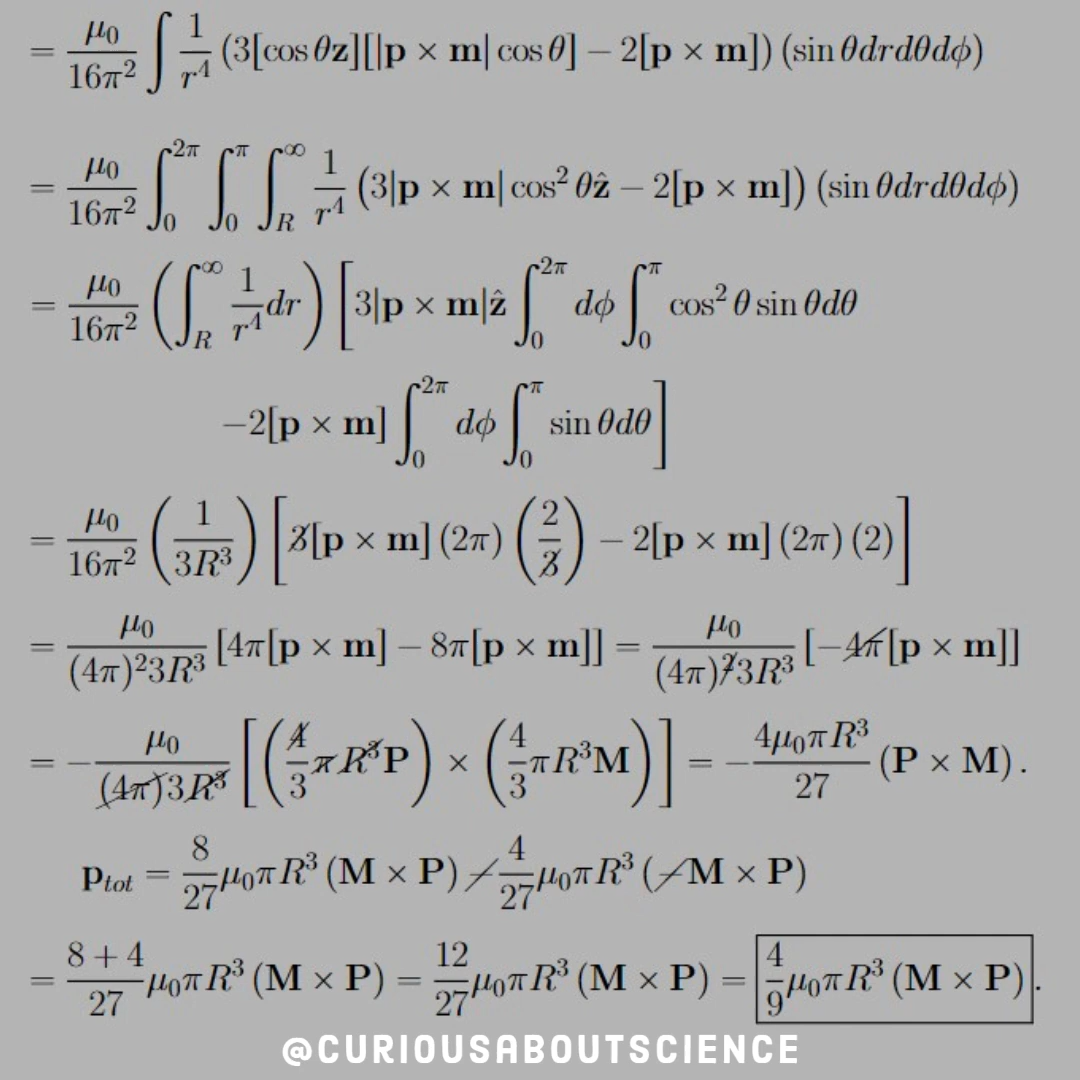 = μ₀/16π² ∫ 1/r⁴ (3[cos θz][|p × m| cos θ] − 2[p × m]) (sin θdrdθdϕ)
= μ₀/16π² ∫₀^2π ∫₀^π ∫_R^∞ 1/r⁴ (3|p × m| cos² θẑ − 2[p × m]) (sin θdrdθdϕ)
= μ₀/16π² (∫_R^∞ 1/r⁴ dr) [3|p × m|ẑ ∫₀^2π dϕ ∫₀^π cos² θ sin θdθ
−2[p × m] ∫₀^2π dϕ ∫₀^π sin θdθ]
= μ₀/16π² (1/3R³) [3[p × m] (2π) (2/3) − 2[p × m] (2π) (2)]
= μ₀/(4π)²3R³ [4π[p × m] − 8π[p × m]] = μ₀/(4π)²3R³ [−4π[p × m]]
= −μ₀/(4π)3R³ [(4/3 πR³P) × (4/3 πR³M)] = −4μ₀πR³/27 (P × M).
p_tot = 8/27 μ₀πR³ (M × P) − 4/27 μ₀πR³ (−M × P)
= 8 + 4/27 μ₀πR³ (M × P) = 12/27 μ₀πR³ (M × P) = 4/9 μ₀πR³ (M × P).
@CURIOUSABOUTSCIENCE